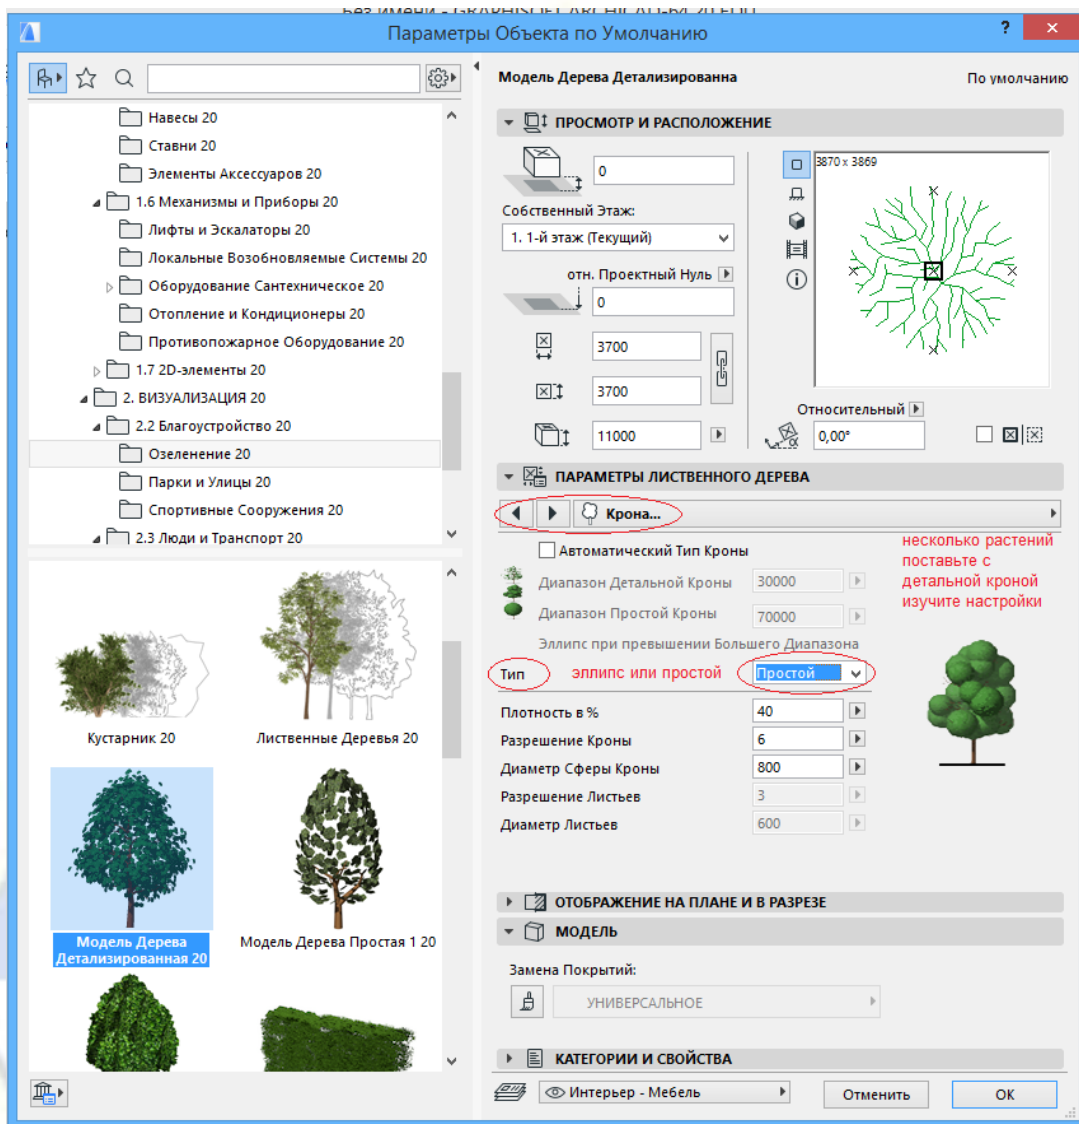 Без имени - GRAPHISOFT ARCHICAD-64 20 EDU
Параметры Объекта по Умолчанию
?
Навесы 20
Ставни 20
Элементы Аксессуаров 20
1.6 Механизмы и Приборы 20
Лифты и Эскалаторы 20
Локальные Возобновляемые Системы 20
Оборудование Сантехническое 20
Отопление и Кондиционеры 20
Противопожарное Оборудование 20
1.7 2D-элементы 20
2. ВИЗУАЛИЗАЦИЯ 20
2.2 Благоустройство 20
Озеленение 20
Парки и Улицы 20
Спортивные Сооружения 20
2.3 Люди и Транспорт 20
Кустарник 20
Лиственные Деревья 20
Модель Дерева
Детализированная 20
Модель Дерева Простая 1 20
Модель Дерева Детализированна
По умолчанию
ПРОСМОТР И РАСПОЛОЖЕНИЕ
0
Собственный Этаж:
1. 1-й этаж (Текущий)
отн. Проектный Нуль
0
3700
3700
11000
3870 x 3869
Относительный
α
0,00°
ПАРАМЕТРЫ ЛИСТВЕННОГО ДЕРЕВА
Крона...
Автоматический Тип Кроны
Диапазон Детальной Кроны 30000
Диапазон Простой Кроны 70000
Эллипс при превышении Большего Диапазона
несколько растений
поставьте с
детальной кроной
изучите настройки
Тип эллипс или простой Простой
Плотность в % 40
Разрешение Кроны 6
Диаметр Сферы Кроны 800
Разрешение Листьев 3
Диаметр Листьев 600
ОТОБРАЖЕНИЕ НА ПЛАНЕ И В РАЗРЕЗЕ
МОДЕЛЬ
Замена Покрытий:
УНИВЕРСАЛЬНОЕ
КАТЕГОРИИ И СВОЙСТВА
Интерьер - Мебель
Отменить
ОК